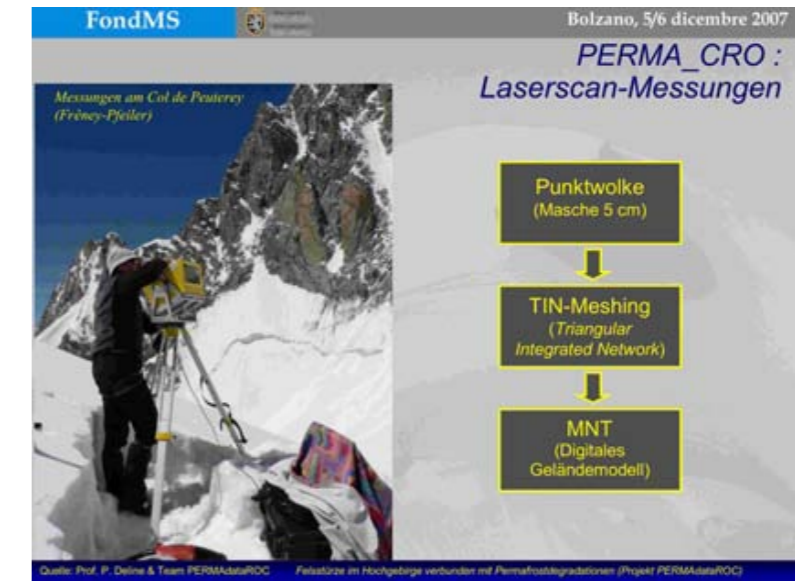 FondMS
Bolzano, 5/6 dicembre 2007
PERMA_CRO :
Laserscan-Messungen
Messungen am Col de Peuterey
(Frêney-Pfeiler)
Punktwolke
(Masche 5 cm)
TIN-Meshing
(Triangular
Integrated Network)
MNT
(Digitales
Geländemodell)
Quelle: Prof. P. Deline & Team PERMAdataROC
Felsstürze im Hochgebirge verbunden mit Permafrostdegradationen (Projekt PERMAdataROC)